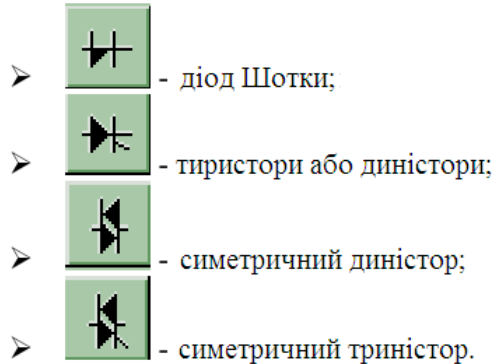 ➢ - діод Шотки;
➢ - тиристори або диністори;
➢ - симетричний диністор;
➢ - симетричний триністор.